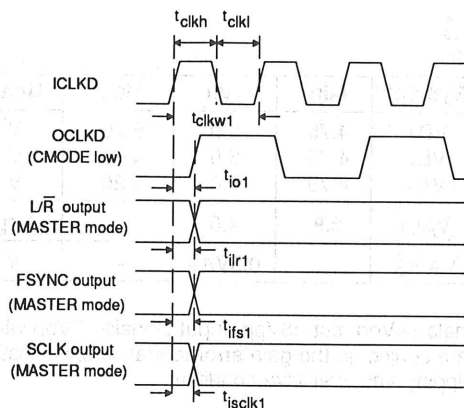 tclkh tclkl
ICLKD
tclkw1
OCLKD
(CMODE low)
tio1
L/R̅ output
(MASTER mode)
tilr1
FSYNC output
(MASTER mode)
tifs1
SCLK output
(MASTER mode)
tisclk1